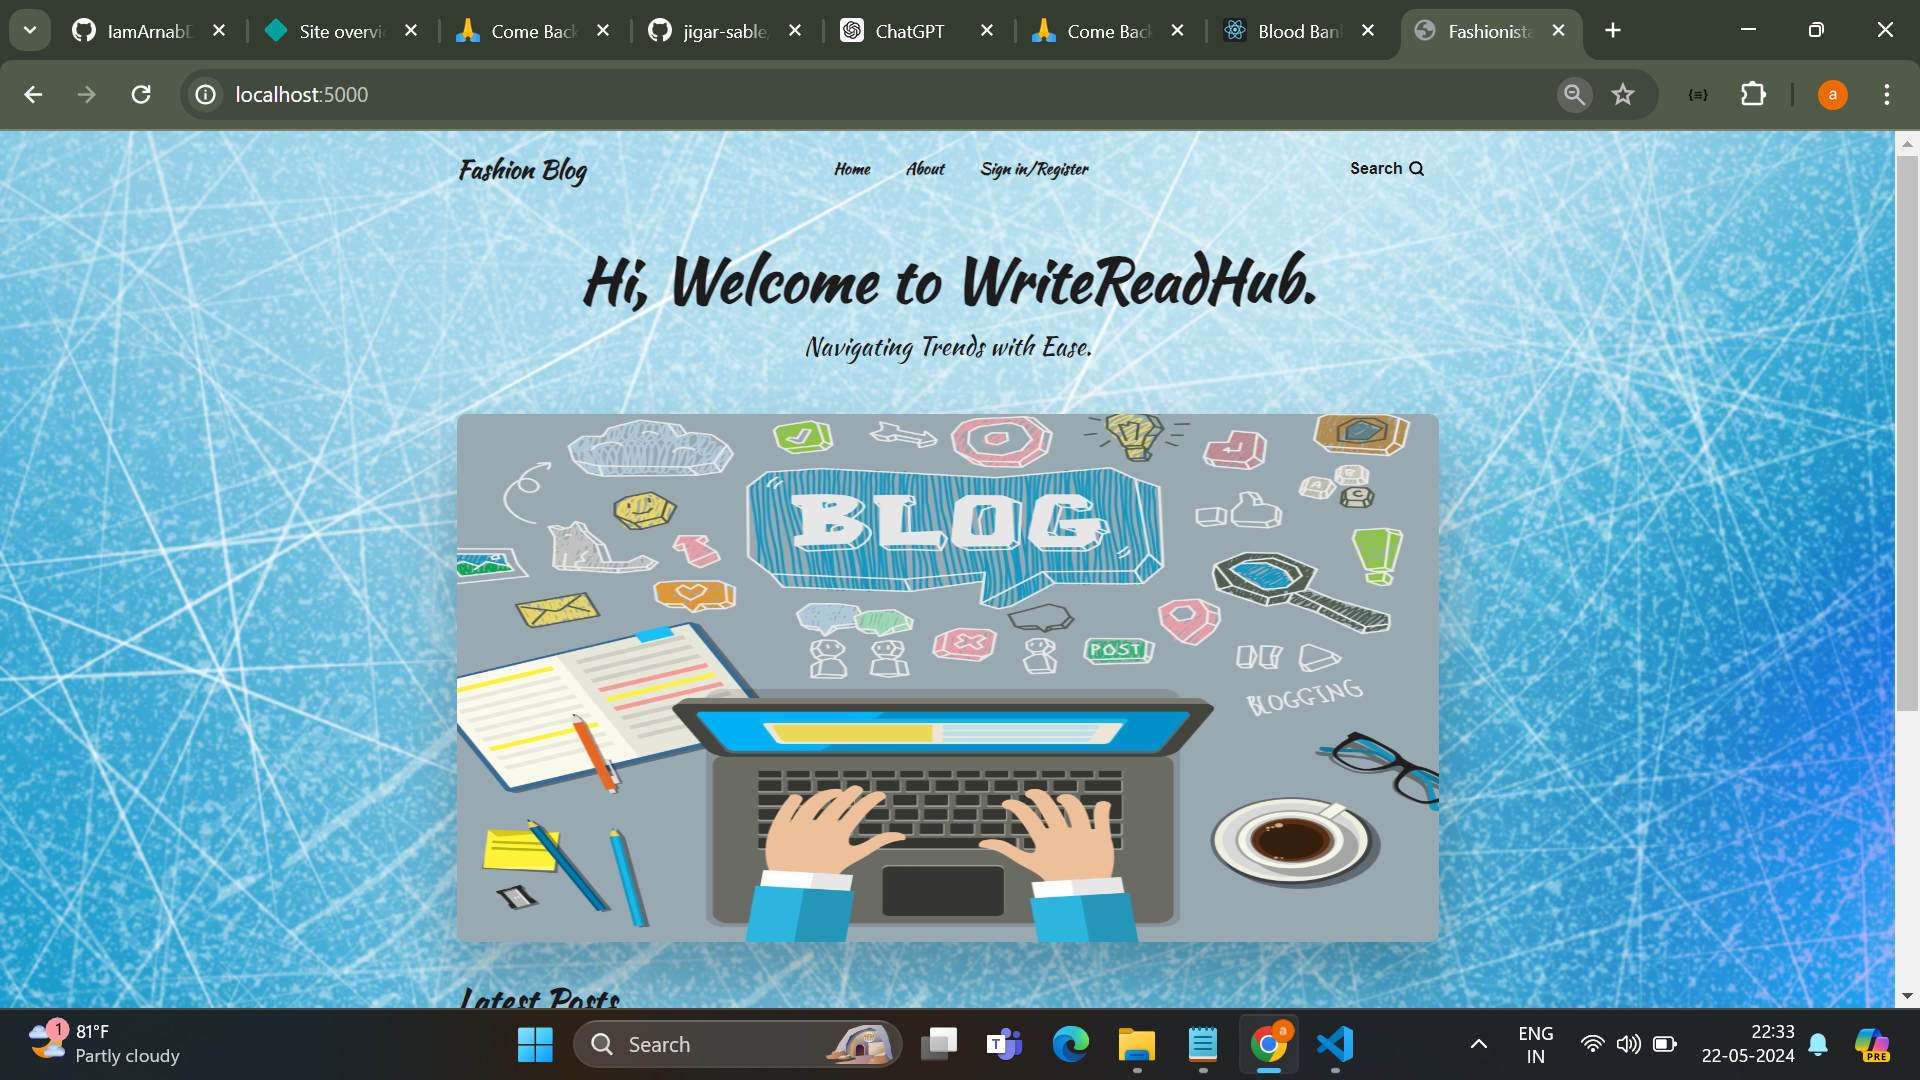 IamArnabD
Site overvi
Come Back
jigar-sable/
ChatGPT
Come Back
Blood Ban
Fashionista
localhost:5000
a
Fashion Blog
Home About Sign in/Register
Search
Hi, Welcome to WriteReadHub.
Navigating Trends with Ease.
BLOG
A B C
POST
BLOGGING
Latest Posts
1
81°F
Partly cloudy
Search
T
a
ENG
IN
22:33
22-05-2024
PRE